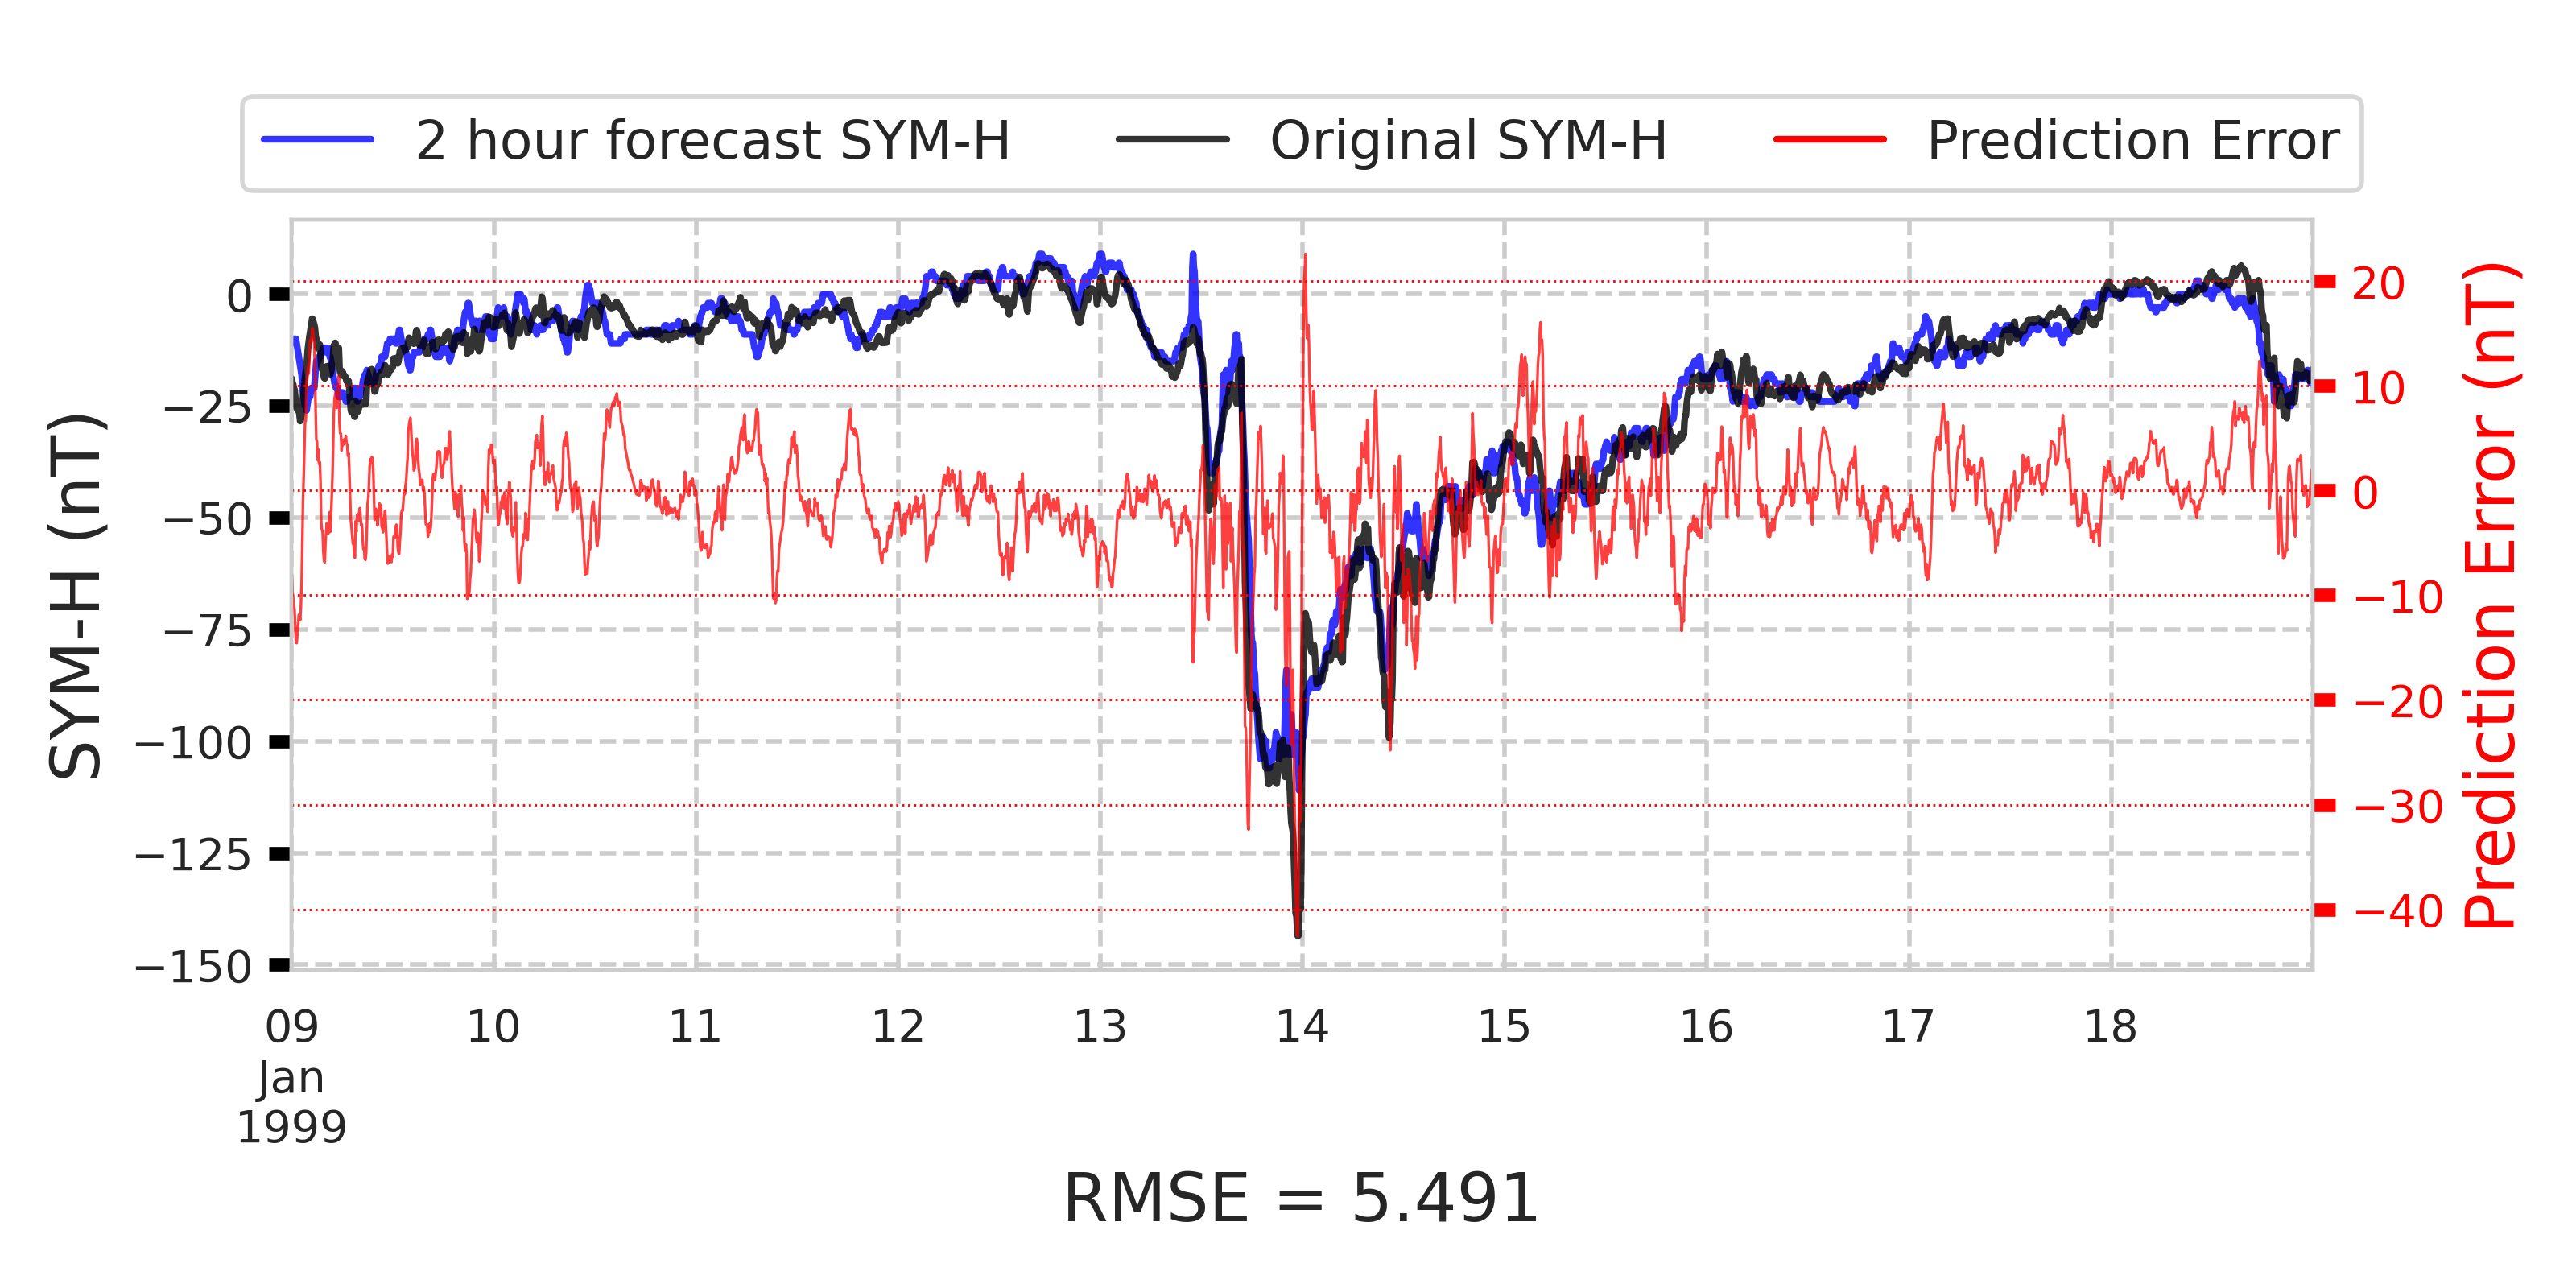 2 hour forecast SYM-H Original SYM-H Prediction Error
SYM-H (nT)
0
−25
−50
−75
−100
−125
−150
20
10
0
−10
−20
−30
−40
Prediction Error (nT)
09 10 11 12 13 14 15 16 17 18
Jan
1999
RMSE = 5.491